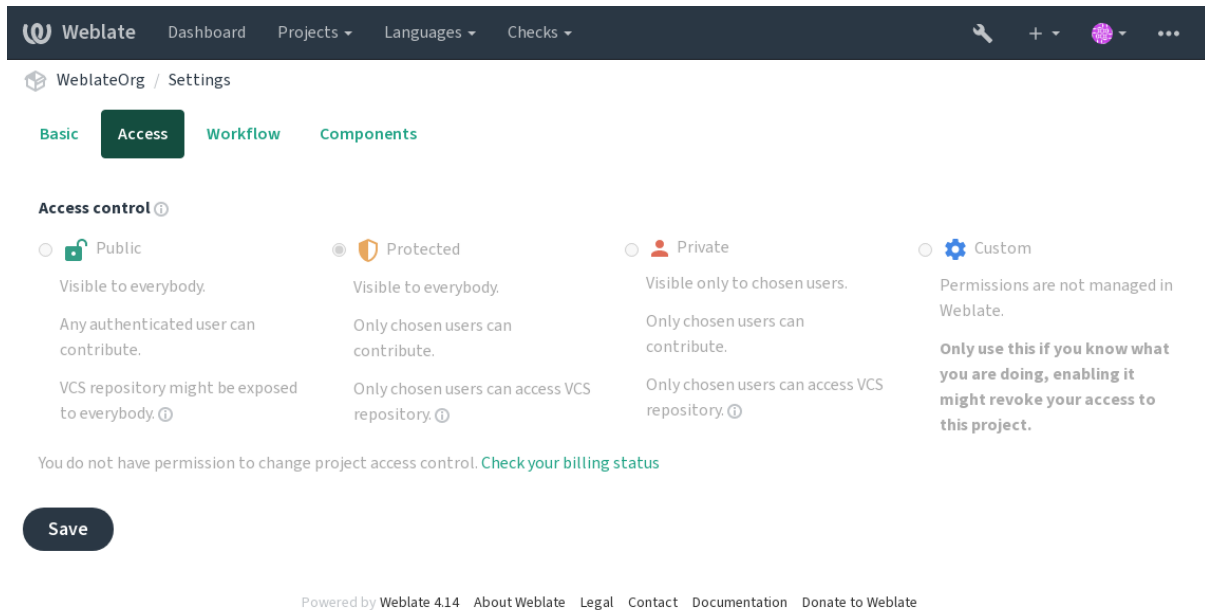 Weblate Dashboard Projects Languages Checks
WeblateOrg / Settings
Basic Access Workflow Components
Access control
Public
Visible to everybody.
Any authenticated user can
contribute.
VCS repository might be exposed
to everybody.
Protected
Visible to everybody.
Only chosen users can
contribute.
Only chosen users can access VCS
repository.
Private
Visible only to chosen users.
Only chosen users can
contribute.
Only chosen users can access VCS
repository.
Custom
Permissions are not managed in
Weblate.
Only use this if you know what
you are doing, enabling it
might revoke your access to
this project.
You do not have permission to change project access control. Check your billing status
Save
Powered by Weblate 4.14 About Weblate Legal Contact Documentation Donate to Weblate